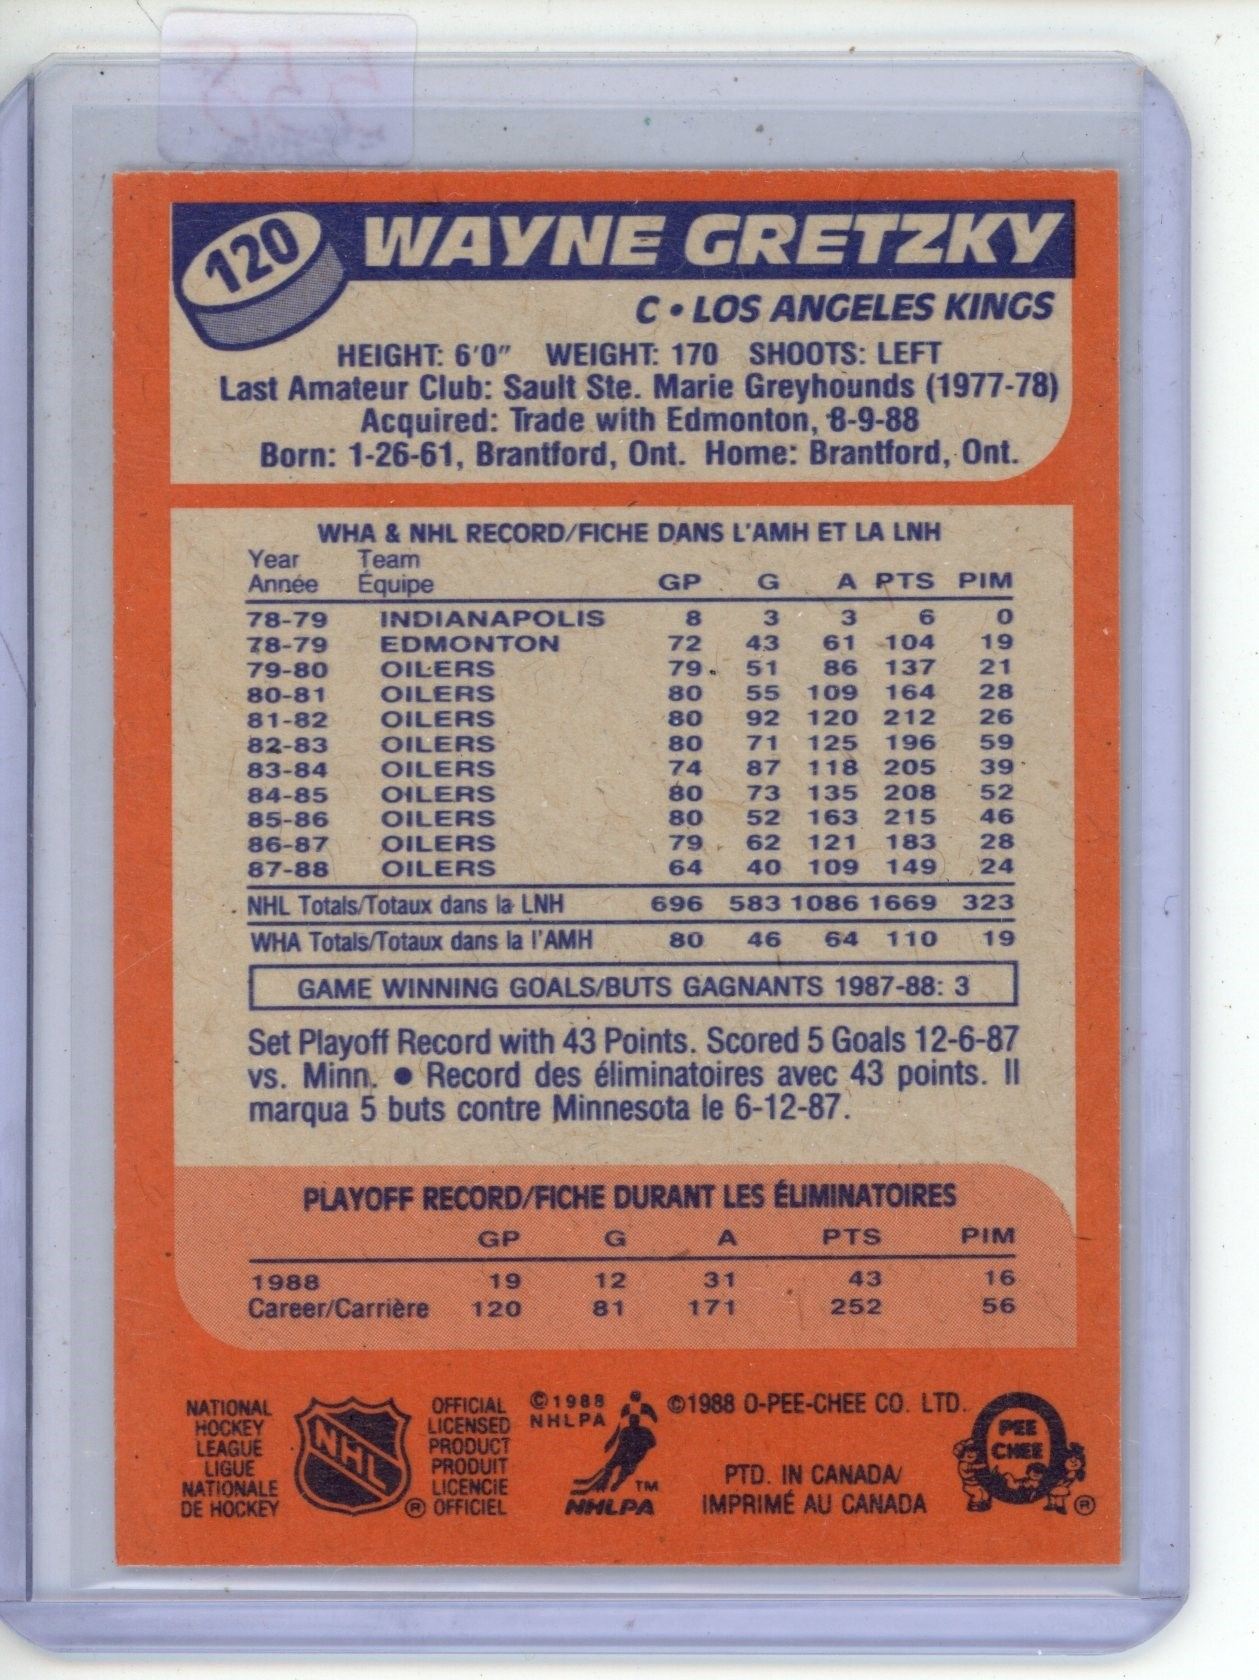 120
WAYNE GRETZKY
C • LOS ANGELES KINGS
HEIGHT: 6'0" WEIGHT: 170 SHOOTS: LEFT
Last Amateur Club: Sault Ste. Marie Greyhounds (1977-78)
Acquired: Trade with Edmonton, 8-9-88
Born: 1-26-61, Brantford, Ont. Home: Brantford, Ont.
WHA & NHL RECORD/FICHE DANS L'AMH ET LA LNH
Year Team
Année Équipe GP G A PTS PIM
78-79 INDIANAPOLIS 8 3 3 6 0
78-79 EDMONTON 72 43 61 104 19
79-80 OILERS 79 51 86 137 21
80-81 OILERS 80 55 109 164 28
81-82 OILERS 80 92 120 212 26
82-83 OILERS 80 71 125 196 59
83-84 OILERS 74 87 118 205 39
84-85 OILERS 80 73 135 208 52
85-86 OILERS 80 52 163 215 46
86-87 OILERS 79 62 121 183 28
87-88 OILERS 64 40 109 149 24
NHL Totals/Totaux dans la LNH 696 583 1086 1669 323
WHA Totals/Totaux dans la l'AMH 80 46 64 110 19
GAME WINNING GOALS/BUTS GAGNANTS 1987-88: 3
Set Playoff Record with 43 Points. Scored 5 Goals 12-6-87
vs. Minn. ● Record des éliminatoires avec 43 points. Il
marqua 5 buts contre Minnesota le 6-12-87.
PLAYOFF RECORD/FICHE DURANT LES ÉLIMINATOIRES
GP G A PTS PIM
1988 19 12 31 43 16
Career/Carrière 120 81 171 252 56
NATIONAL
HOCKEY
LEAGUE
LIGUE
NATIONALE
DE HOCKEY
NHL
®
OFFICIAL
LICENSED
PRODUCT
PRODUIT
LICENCIE
OFFICIEL
©1988
NHLPA
TM
NHLPA
©1988 O-PEE-CHEE CO. LTD.
PTD. IN CANADA/
IMPRIMÉ AU CANADA
PEE
CHEE
®